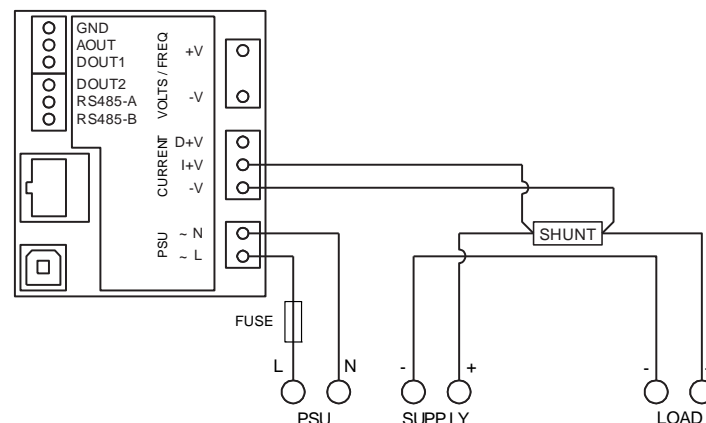 GND
AOUT
DOUT1
DOUT2
RS485-A
RS485-B
VOLTS / FREQ
+V
-V
CURRENT
D+V
I+V
-V
PSU
~ N
~ L
SHUNT
FUSE
L
N
-
+
-
PSU
SUPPLY
LOAD